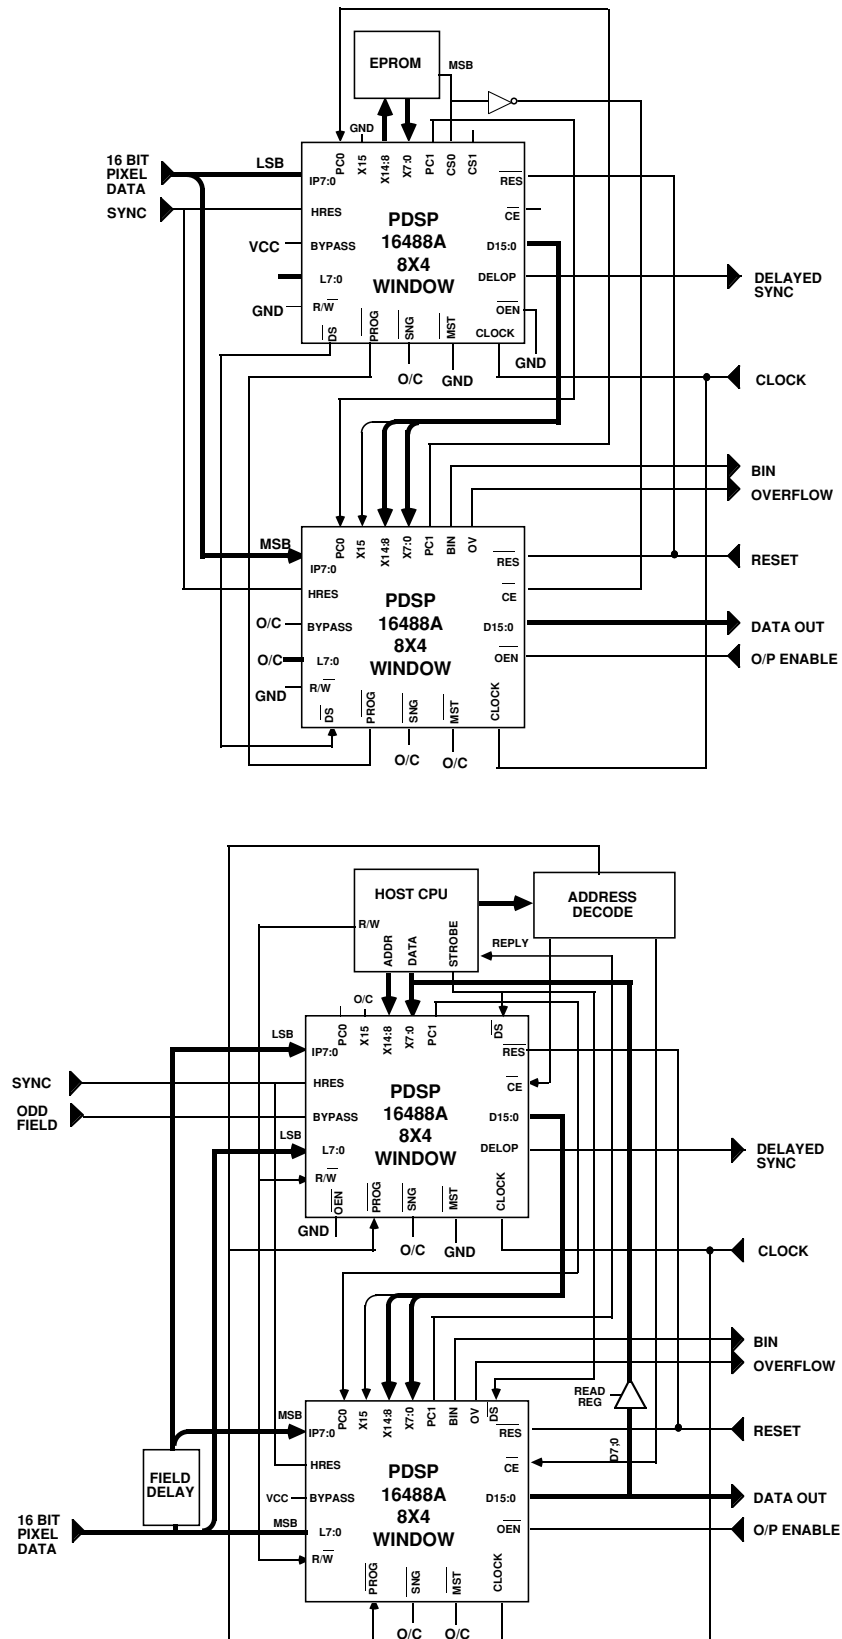 EPROM
MSB
GND
PC0
X15
X14:8
X7:0
PC1
CS0
CS1
16 BIT
PIXEL
DATA
LSB
IP7:0
RES
SYNC
HRES
CE
PDSP
16488A
8X4
WINDOW
VCC
BYPASS
D15:0
L7:0
DELOP
DELAYED
SYNC
GND
R/W
OEN
DS
PROG
SNG
MST
CLOCK
O/C
GND
GND
CLOCK
BIN
OVERFLOW
MSB
PC0
X15
X14:8
X7:0
PC1
BIN
OV
IP7:0
RES
RESET
HRES
CE
PDSP
16488A
8X4
WINDOW
O/C
BYPASS
D15:0
DATA OUT
O/C
L7:0
OEN
O/P ENABLE
GND
R/W
DS
PROG
SNG
MST
CLOCK
O/C
O/C
HOST CPU
ADDRESS
DECODE
R/W
ADDR
DATA
STROBE
REPLY
O/C
PC0
X15
X14:8
X7:0
PC1
DS
LSB
IP7:0
RES
SYNC
HRES
CE
PDSP
16488A
8X4
WINDOW
ODD
FIELD
BYPASS
D15:0
LSB
L7:0
DELOP
DELAYED
SYNC
R/W
OEN
PROG
SNG
MST
CLOCK
GND
O/C
GND
CLOCK
BIN
OVERFLOW
READ
REG
MSB
PC0
X15
X14:8
X7:0
PC1
BIN
OV
DS
IP7:0
RES
RESET
D7;0
HRES
CE
PDSP
16488A
8X4
WINDOW
FIELD
DELAY
VCC
BYPASS
D15:0
DATA OUT
16 BIT
PIXEL
DATA
MSB
L7:0
OEN
O/P ENABLE
R/W
PROG
SNG
MST
CLOCK
O/C
O/C